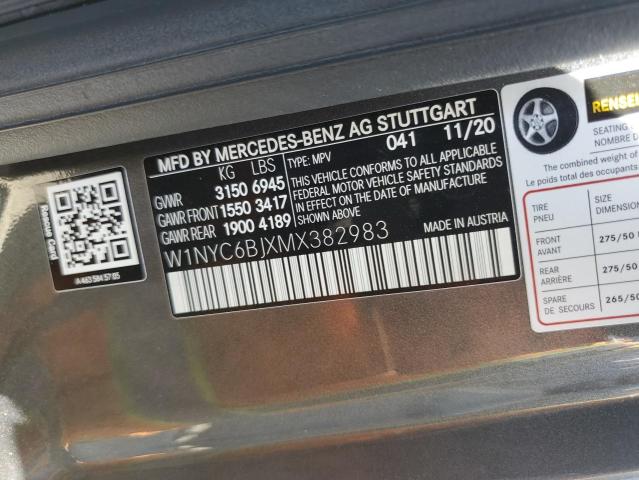 MFD BY MERCEDES-BENZ AG STUTTGART
KG LBS TYPE: MPV 041 11/20
GVWR 3150 6945
GAWR FRONT 1550 3417
GAWR REAR 1900 4189
THIS VEHICLE CONFORMS TO ALL APPLICABLE
FEDERAL MOTOR VEHICLE SAFETY STANDARDS
IN EFFECT ON THE DATE OF MANUFACTURE
SHOWN ABOVE.
MADE IN AUSTRIA
W1NYC6BJXMX382983
Rescue Card
A 463 584 57 05
SEATING
NOMBRE D
The combined weight of
Le poids total des occupant
TIRE
PNEU
SIZE
DIMENSION
FRONT
AVANT
275/50
REAR
ARRIÈRE
275/50
SPARE
DE SECOURS
265/50